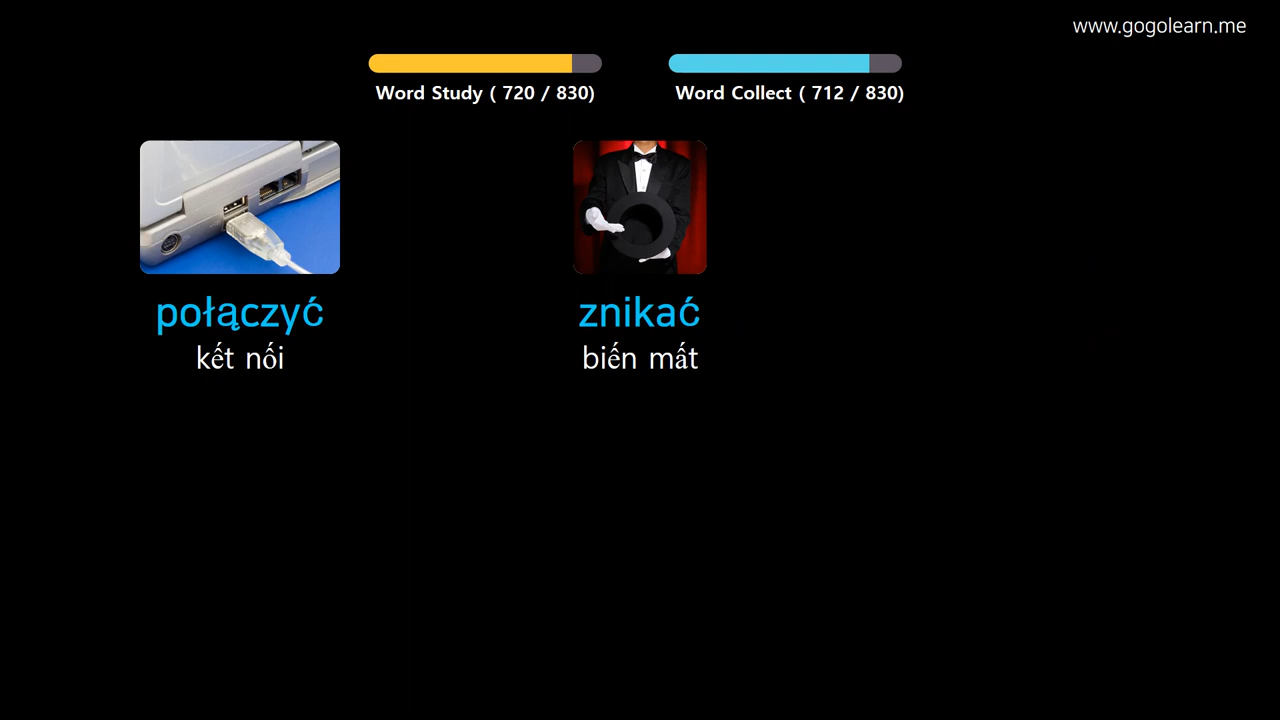 www.gogolearn.me
Word Study ( 720 / 830)
Word Collect ( 712 / 830)
połączyć
kết nối
znikać
biến mất